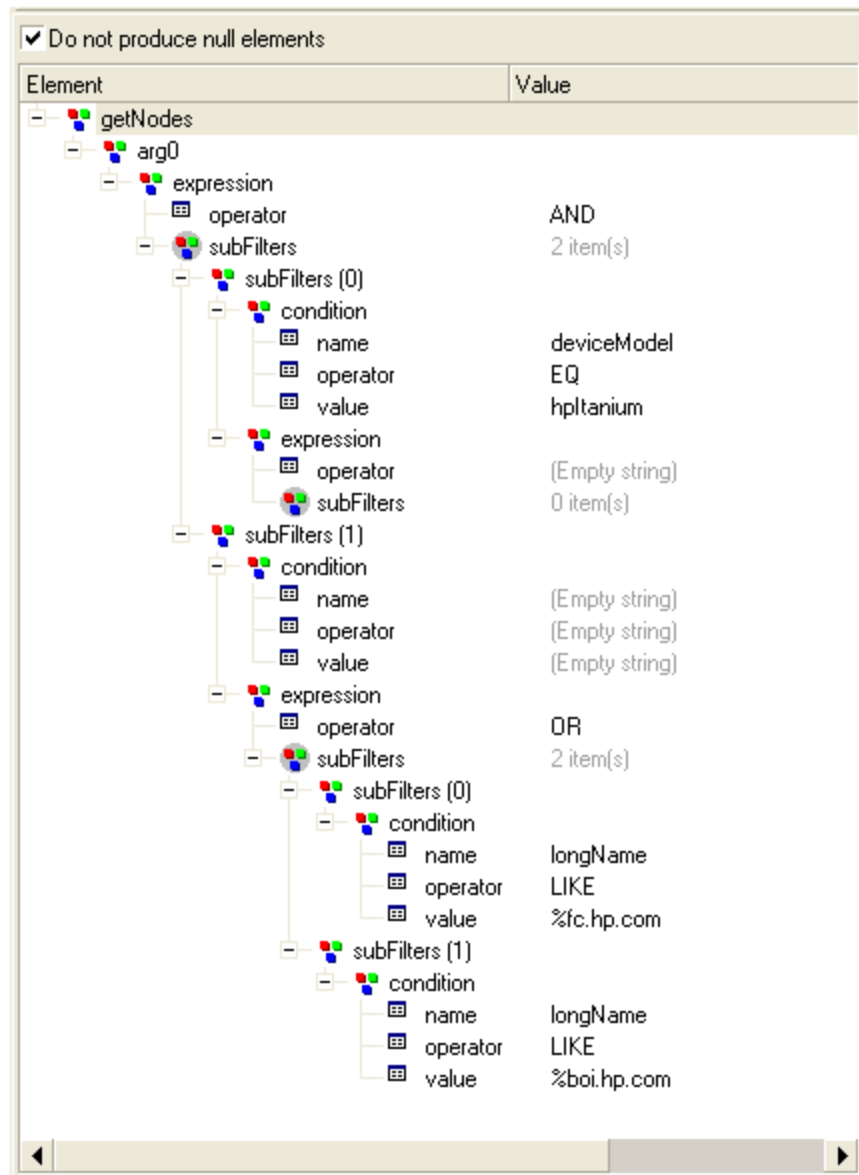 Do not produce null elements
Element Value
getNodes
arg0
expression
operator AND
subFilters 2 item(s)
subFilters (0)
condition
name deviceModel
operator EQ
value hpItanium
expression
operator (Empty string)
subFilters 0 item(s)
subFilters (1)
condition
name (Empty string)
operator (Empty string)
value (Empty string)
expression
operator OR
subFilters 2 item(s)
subFilters (0)
condition
name longName
operator LIKE
value %fc.hp.com
subFilters (1)
condition
name longName
operator LIKE
value %boi.hp.com